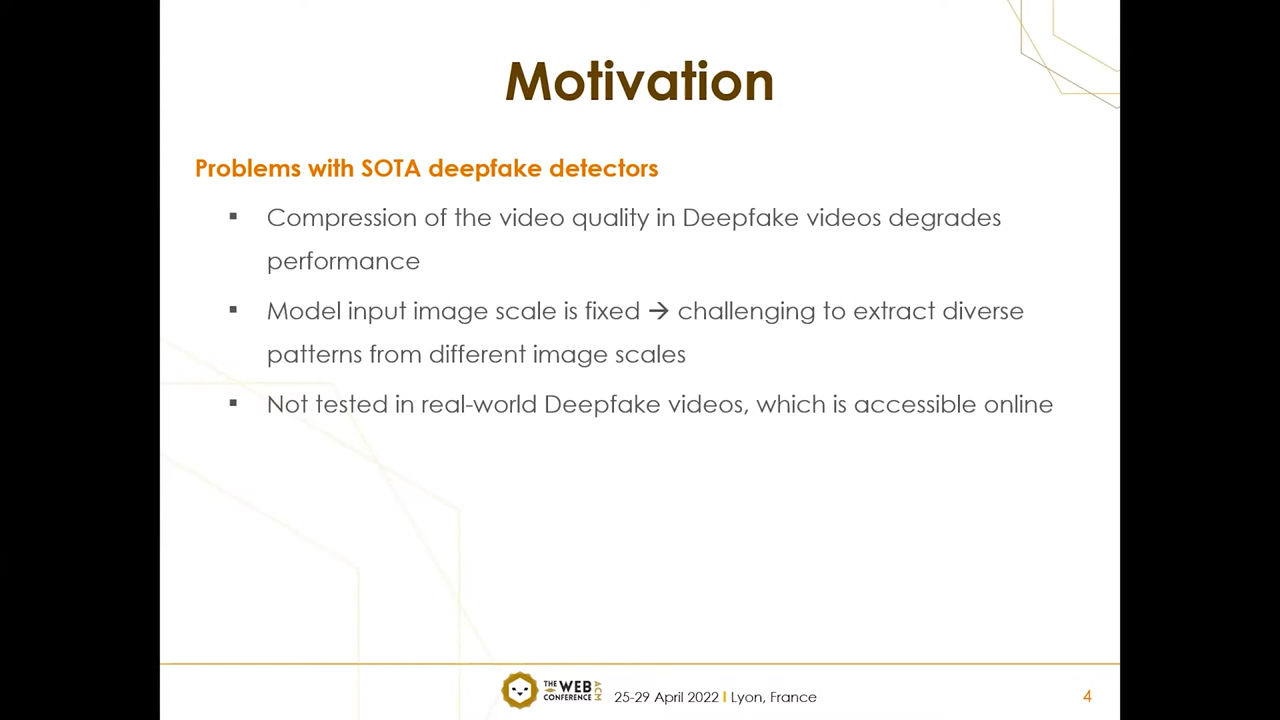 Motivation
Problems with SOTA deepfake detectors
▪ Compression of the video quality in Deepfake videos degrades
performance
▪ Model input image scale is fixed → challenging to extract diverse
patterns from different image scales
▪ Not tested in real-world Deepfake videos, which is accessible online
THE WEB CONFERENCE ACM
25-29 April 2022 I Lyon, France
4